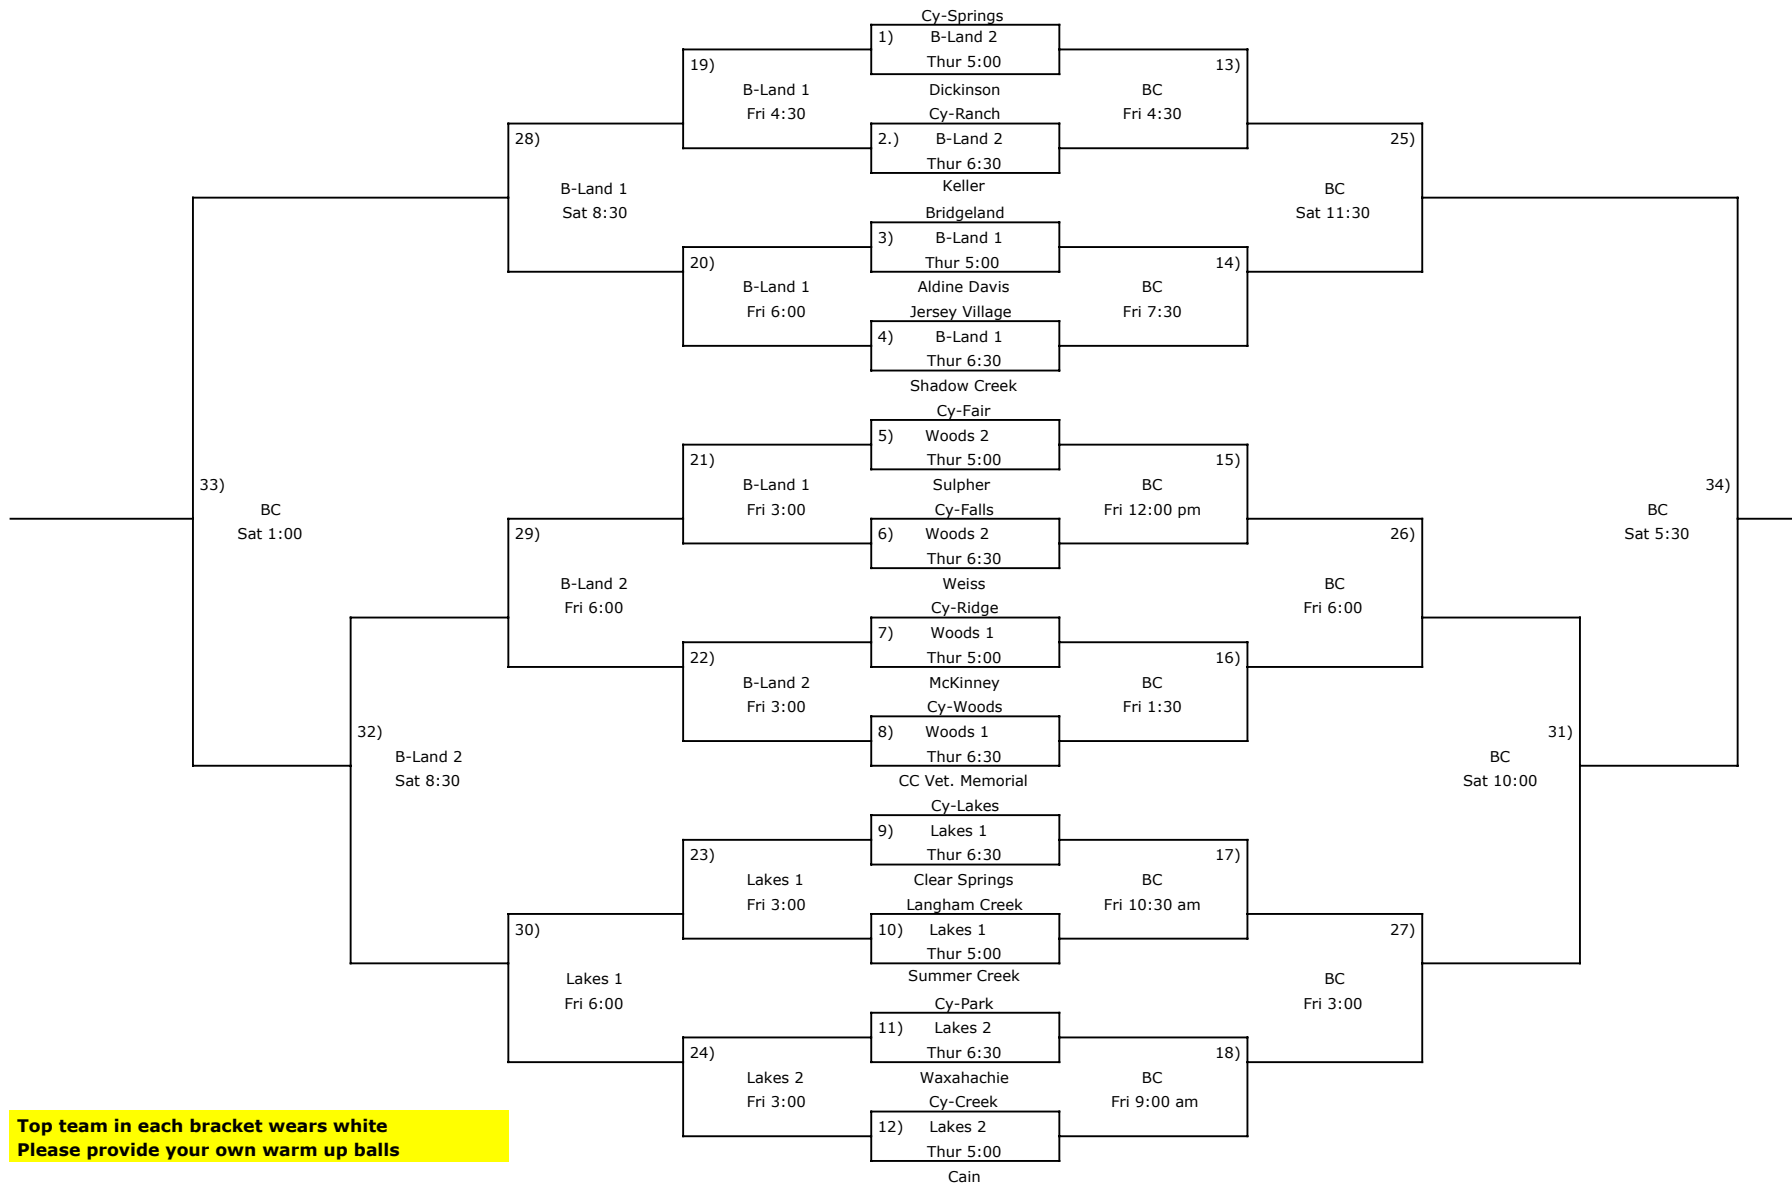 Cy-Springs
1) B-Land 2
Thur 5:00
19)
13)
B-Land 1
Dickinson
BC
Fri 4:30
Cy-Ranch
Fri 4:30
28)
2.) B-Land 2
25)
Thur 6:30
B-Land 1
Keller
BC
Sat 8:30
Bridgeland
Sat 11:30
3) B-Land 1
20)
Thur 5:00
14)
B-Land 1
Aldine Davis
BC
Fri 6:00
Jersey Village
Fri 7:30
4) B-Land 1
Thur 6:30
Shadow Creek
Cy-Fair
5) Woods 2
21)
Thur 5:00
15)
33)
B-Land 1
Sulpher
BC
34)
BC
Fri 3:00
Cy-Falls
Fri 12:00 pm
BC
Sat 1:00
29)
6) Woods 2
26)
Sat 5:30
Thur 6:30
B-Land 2
Weiss
BC
Fri 6:00
Cy-Ridge
Fri 6:00
7) Woods 1
22)
Thur 5:00
16)
B-Land 2
McKinney
BC
Fri 3:00
Cy-Woods
Fri 1:30
32)
8) Woods 1
31)
B-Land 2
Thur 6:30
BC
Sat 8:30
CC Vet. Memorial
Sat 10:00
Cy-Lakes
9) Lakes 1
23)
Thur 6:30
17)
Lakes 1
Clear Springs
BC
Fri 3:00
Langham Creek
Fri 10:30 am
30)
10) Lakes 1
27)
Thur 5:00
Lakes 1
Summer Creek
BC
Fri 6:00
Cy-Park
Fri 3:00
11) Lakes 2
24)
Thur 6:30
18)
Lakes 2
Waxahachie
BC
Fri 3:00
Cy-Creek
Fri 9:00 am
12) Lakes 2
Thur 5:00
Cain
Top team in each bracket wears white
Please provide your own warm up balls